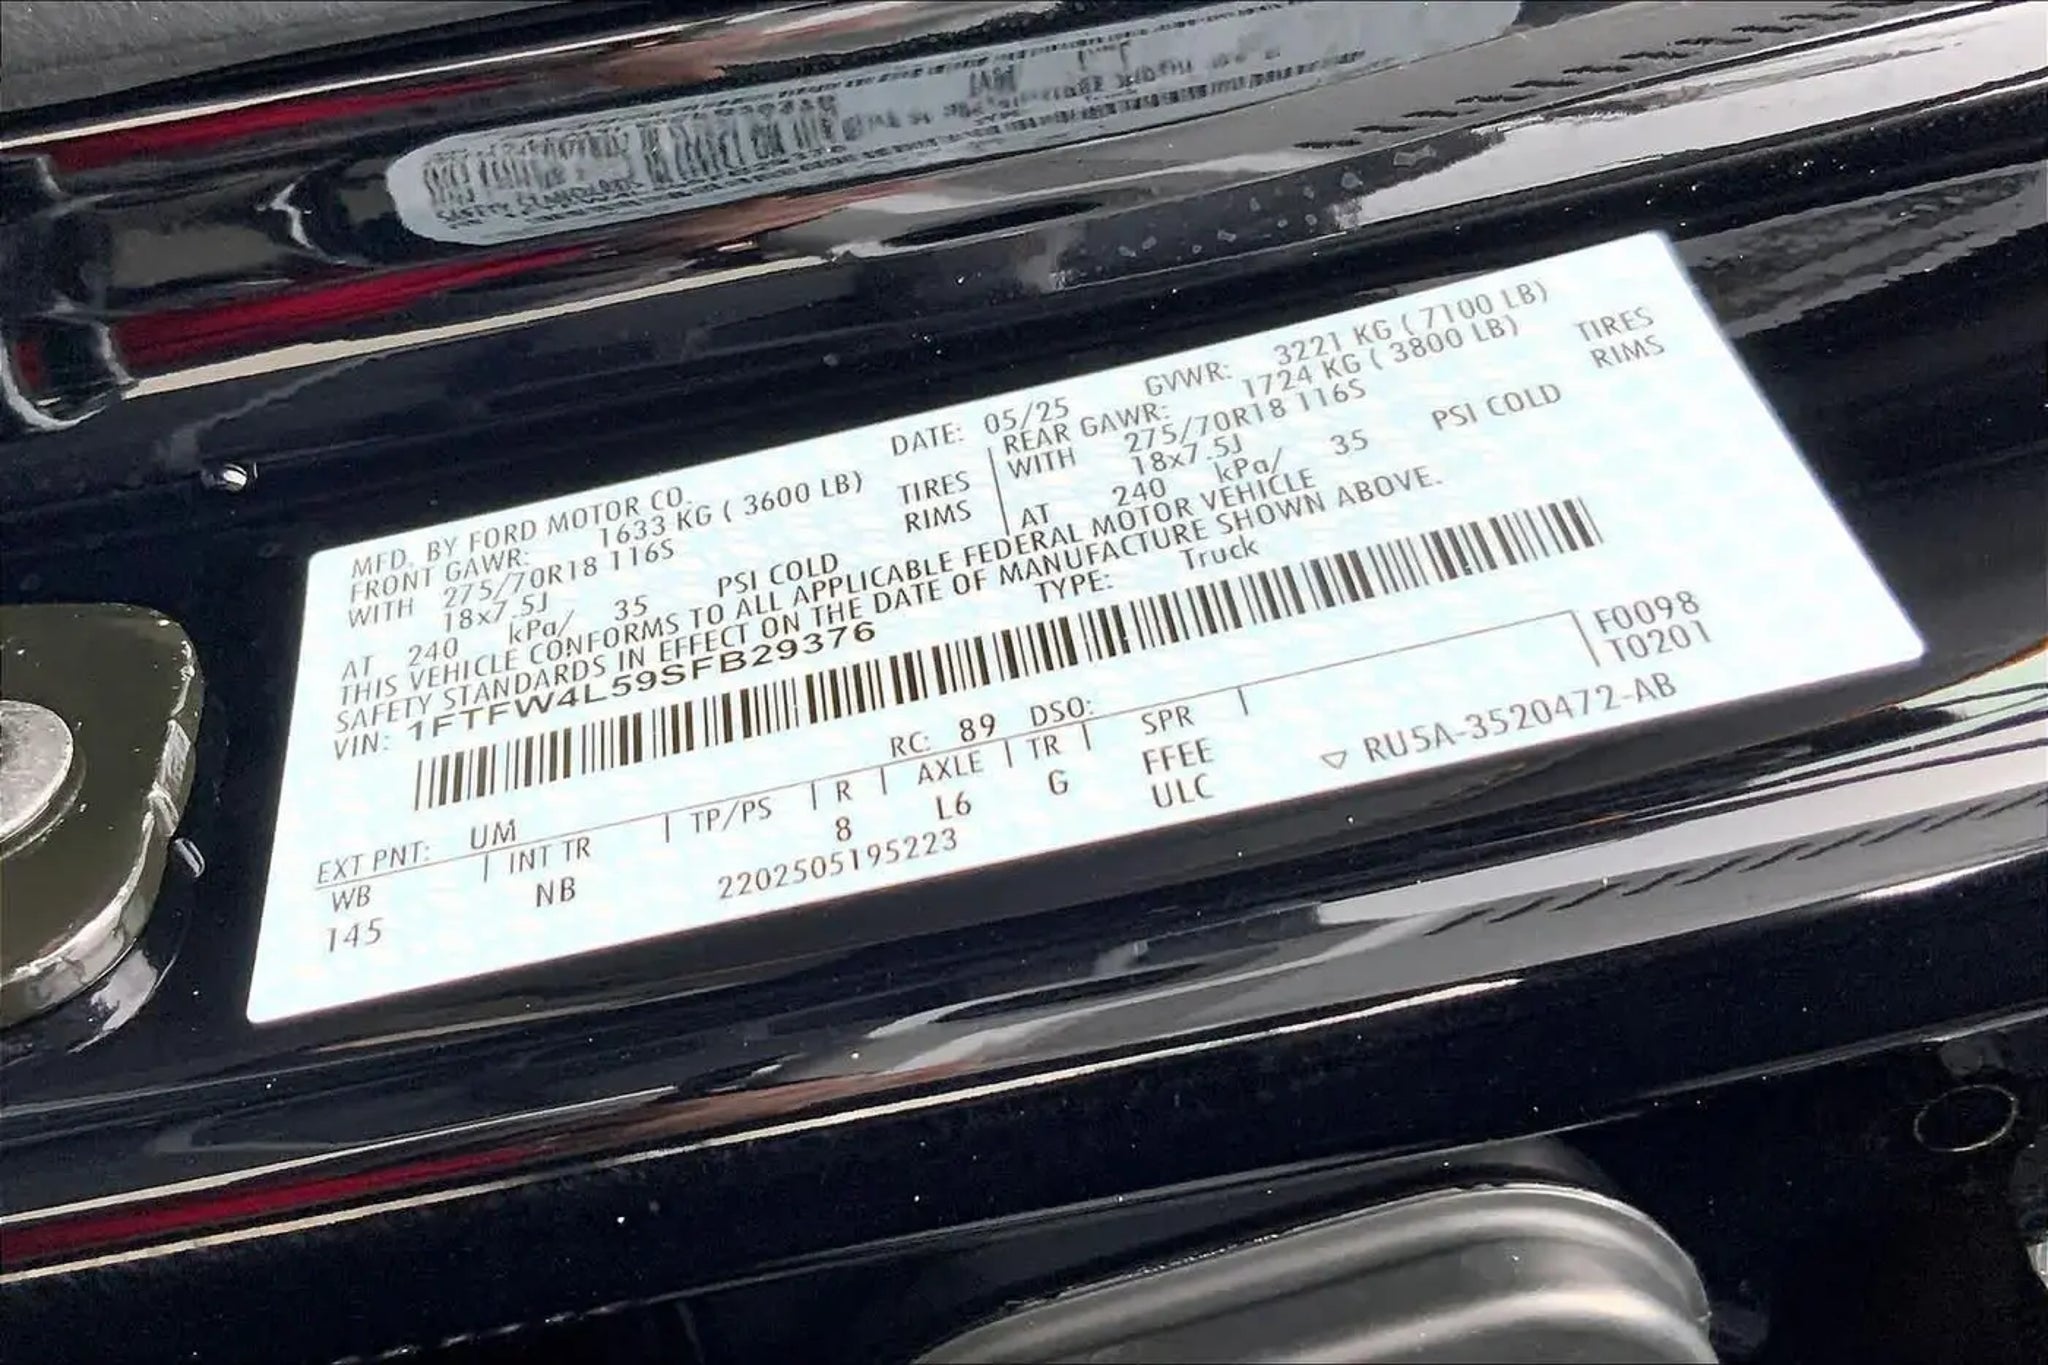 SAFETY STANDARDS
MFD. BY FORD MOTOR CO.
DATE: 05/25
GVWR: 3221 KG ( 7100 LB)
FRONT GAWR: 1633 KG ( 3600 LB)
WITH 275/70R18 116S TIRES
18x7.5J RIMS
AT 240 kPa/ 35 PSI COLD
REAR GAWR: 1724 KG ( 3800 LB)
WITH 275/70R18 116S TIRES
18x7.5J RIMS
AT 240 kPa/ 35 PSI COLD
THIS VEHICLE CONFORMS TO ALL APPLICABLE FEDERAL MOTOR VEHICLE
SAFETY STANDARDS IN EFFECT ON THE DATE OF MANUFACTURE SHOWN ABOVE.
VIN: 1FTFW4L59SFB29376
TYPE: Truck
F0098
T0201
EXT PNT: UM RC: 89 DSO:
WB INT TR TP/PS R AXLE TR SPR
145 NB 8 L6 G FFEE
ULC
2202505195223
▽ RU5A-3520472-AB